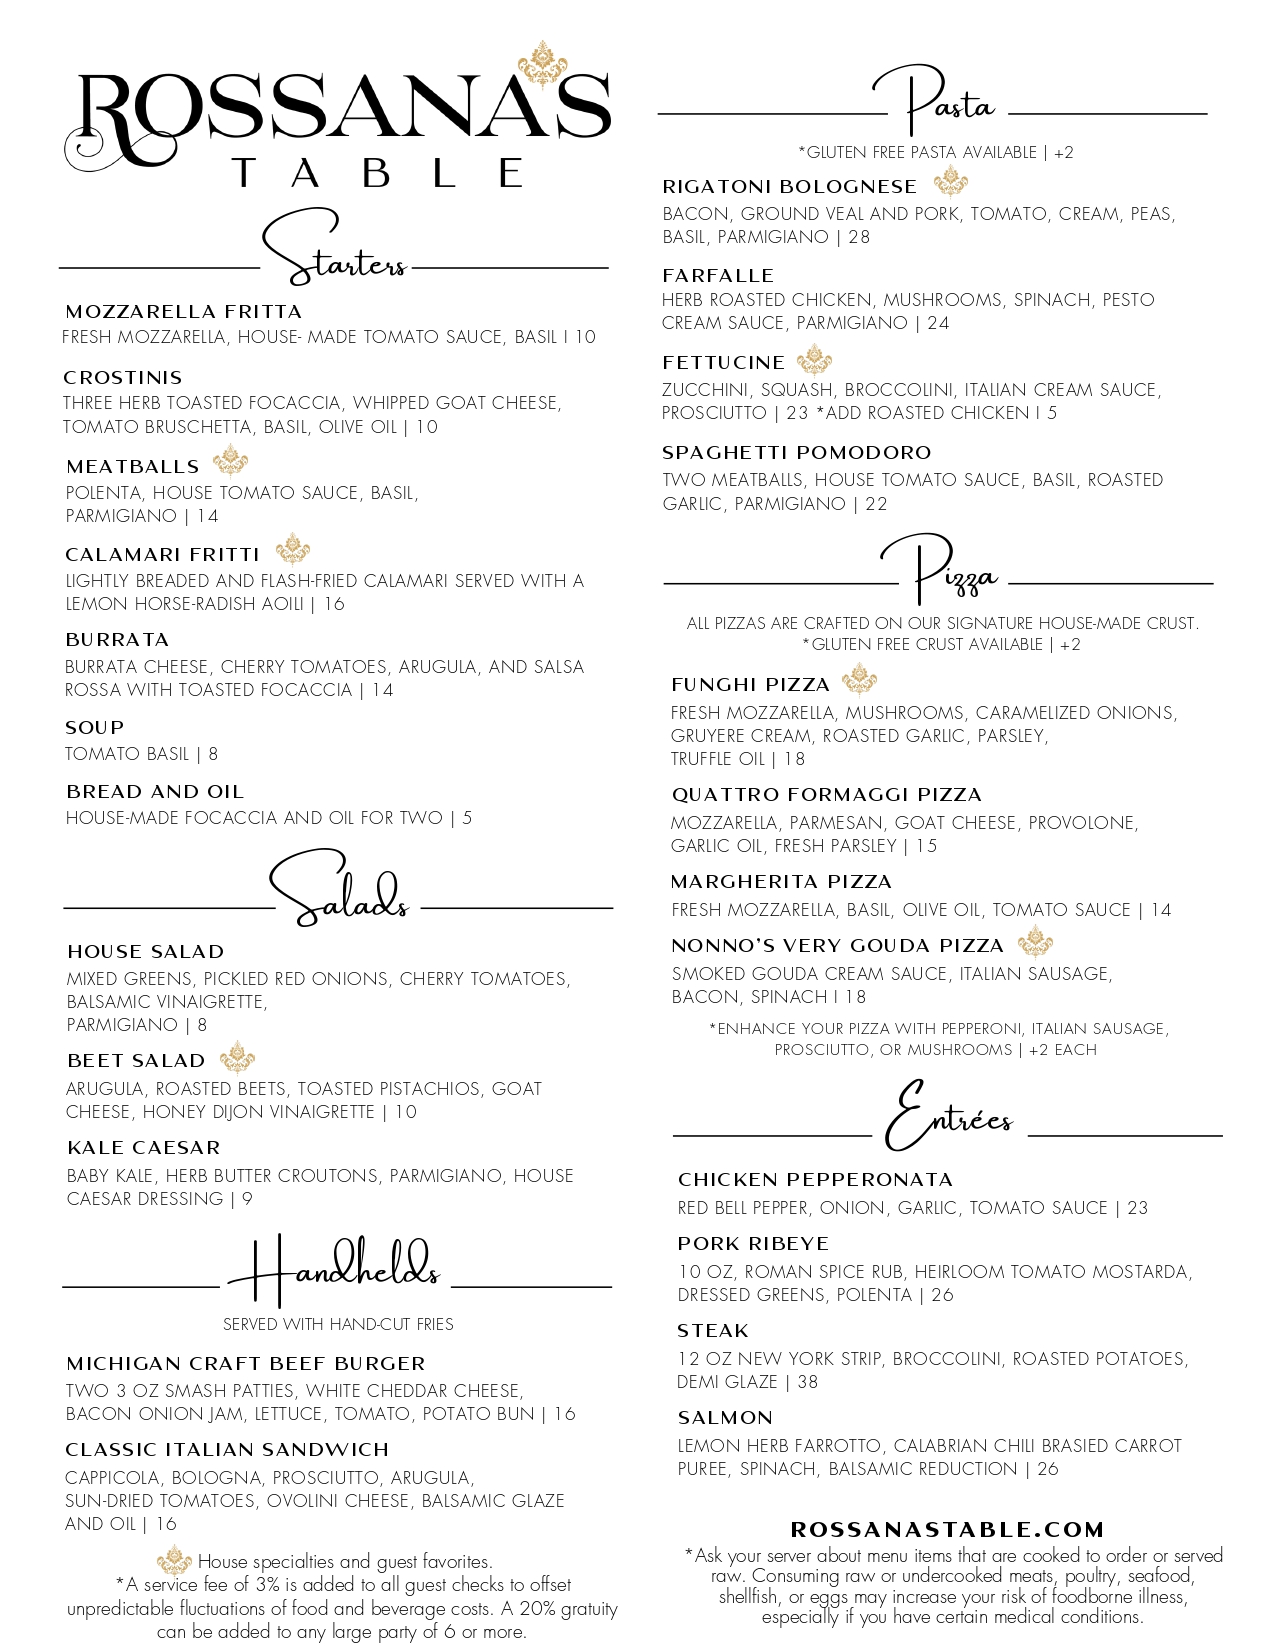 ROSSANA'S
TABLE
Starters
MOZZARELLA FRITTA
FRESH MOZZARELLA, HOUSE- MADE TOMATO SAUCE, BASIL I 10
CROSTINIS
THREE HERB TOASTED FOCACCIA, WHIPPED GOAT CHEESE,
TOMATO BRUSCHETTA, BASIL, OLIVE OIL | 10
MEATBALLS
POLENTA, HOUSE TOMATO SAUCE, BASIL,
PARMIGIANO | 14
CALAMARI FRITTI
LIGHTLY BREADED AND FLASH-FRIED CALAMARI SERVED WITH A
LEMON HORSE-RADISH AOILI | 16
BURRATA
BURRATA CHEESE, CHERRY TOMATOES, ARUGULA, AND SALSA
ROSSA WITH TOASTED FOCACCIA | 14
SOUP
TOMATO BASIL | 8
BREAD AND OIL
HOUSE-MADE FOCACCIA AND OIL FOR TWO | 5
Salads
HOUSE SALAD
MIXED GREENS, PICKLED RED ONIONS, CHERRY TOMATOES,
BALSAMIC VINAIGRETTE,
PARMIGIANO | 8
BEET SALAD
ARUGULA, ROASTED BEETS, TOASTED PISTACHIOS, GOAT
CHEESE, HONEY DIJON VINAIGRETTE | 10
KALE CAESAR
BABY KALE, HERB BUTTER CROUTONS, PARMIGIANO, HOUSE
CAESAR DRESSING | 9
Handhelds
SERVED WITH HAND-CUT FRIES
MICHIGAN CRAFT BEEF BURGER
TWO 3 OZ SMASH PATTIES, WHITE CHEDDAR CHEESE,
BACON ONION JAM, LETTUCE, TOMATO, POTATO BUN | 16
CLASSIC ITALIAN SANDWICH
CAPPICOLA, BOLOGNA, PROSCIUTTO, ARUGULA,
SUN-DRIED TOMATOES, OVOLINI CHEESE, BALSAMIC GLAZE
AND OIL | 16
House specialties and guest favorites.
*A service fee of 3% is added to all guest checks to offset
unpredictable fluctuations of food and beverage costs. A 20% gratuity
can be added to any large party of 6 or more.
Pasta
*GLUTEN FREE PASTA AVAILABLE | +2
RIGATONI BOLOGNESE
BACON, GROUND VEAL AND PORK, TOMATO, CREAM, PEAS,
BASIL, PARMIGIANO | 28
FARFALLE
HERB ROASTED CHICKEN, MUSHROOMS, SPINACH, PESTO
CREAM SAUCE, PARMIGIANO | 24
FETTUCINE
ZUCCHINI, SQUASH, BROCCOLINI, ITALIAN CREAM SAUCE,
PROSCIUTTO | 23 *ADD ROASTED CHICKEN I 5
SPAGHETTI POMODORO
TWO MEATBALLS, HOUSE TOMATO SAUCE, BASIL, ROASTED
GARLIC, PARMIGIANO | 22
Pizza
ALL PIZZAS ARE CRAFTED ON OUR SIGNATURE HOUSE-MADE CRUST.
*GLUTEN FREE CRUST AVAILABLE | +2
FUNGHI PIZZA
FRESH MOZZARELLA, MUSHROOMS, CARAMELIZED ONIONS,
GRUYERE CREAM, ROASTED GARLIC, PARSLEY,
TRUFFLE OIL | 18
QUATTRO FORMAGGI PIZZA
MOZZARELLA, PARMESAN, GOAT CHEESE, PROVOLONE,
GARLIC OIL, FRESH PARSLEY | 15
MARGHERITA PIZZA
FRESH MOZZARELLA, BASIL, OLIVE OIL, TOMATO SAUCE | 14
NONNO'S VERY GOUDA PIZZA
SMOKED GOUDA CREAM SAUCE, ITALIAN SAUSAGE,
BACON, SPINACH I 18
*ENHANCE YOUR PIZZA WITH PEPPERONI, ITALIAN SAUSAGE,
PROSCIUTTO, OR MUSHROOMS | +2 EACH
Entrées
CHICKEN PEPPERONATA
RED BELL PEPPER, ONION, GARLIC, TOMATO SAUCE | 23
PORK RIBEYE
10 OZ, ROMAN SPICE RUB, HEIRLOOM TOMATO MOSTARDA,
DRESSED GREENS, POLENTA | 26
STEAK
12 OZ NEW YORK STRIP, BROCCOLINI, ROASTED POTATOES,
DEMI GLAZE | 38
SALMON
LEMON HERB FARROTTO, CALABRIAN CHILI BRASIED CARROT
PUREE, SPINACH, BALSAMIC REDUCTION | 26
ROSSANASTABLE.COM
*Ask your server about menu items that are cooked to order or served
raw. Consuming raw or undercooked meats, poultry, seafood,
shellfish, or eggs may increase your risk of foodborne illness,
especially if you have certain medical conditions.